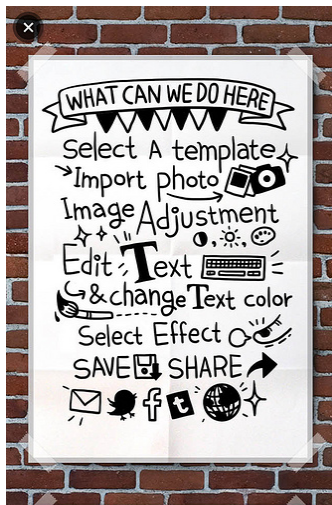 WHAT CAN WE DO HERE
Select A template
Import photo
Image Adjustment
Edit Text
& change Text color
Select Effect
SAVE SHARE
f t